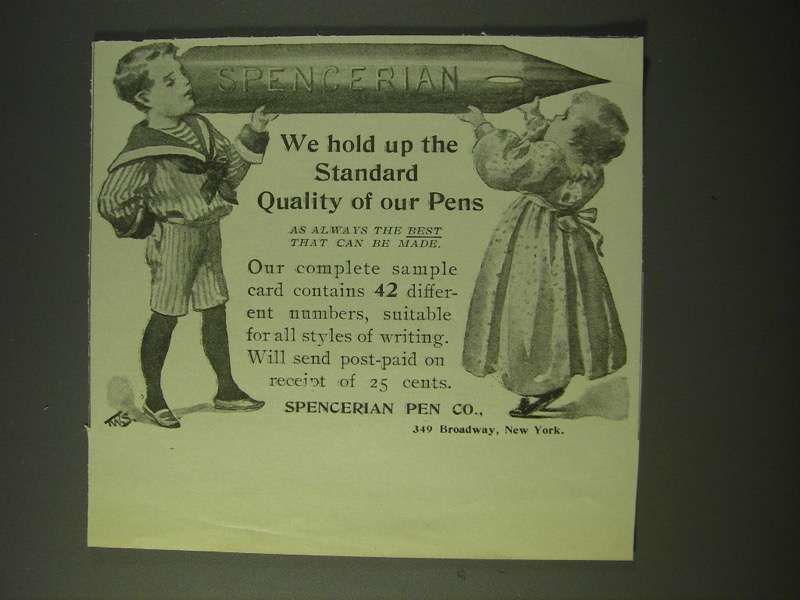 SPENCERIAN
We hold up the
Standard
Quality of our Pens
AS ALWAYS THE BEST
THAT CAN BE MADE.
Our complete sample
card contains 42 differ-
ent numbers, suitable
for all styles of writing.
Will send post-paid on
receipt of 25 cents.
SPENCERIAN PEN CO.,
349 Broadway, New York.